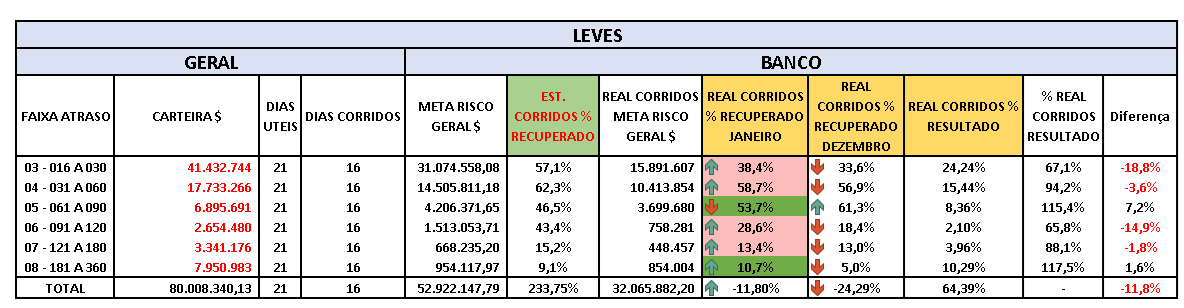 LEVES
GERAL BANCO
FAIXA ATRASO CARTEIRA $ DIAS UTEIS DIAS CORRIDOS META RISCO GERAL $ EST. CORRIDOS % RECUPERADO REAL CORRIDOS META RISCO GERAL $ REAL CORRIDOS % RECUPERADO JANEIRO REAL CORRIDOS % RECUPERADO DEZEMBRO REAL CORRIDOS % RESULTADO % REAL CORRIDOS RESULTADO Diferença
03 - 016 A 030 41.432.744 21 16 31.074.558,08 57,1% 15.891.607 38,4% 33,6% 24,24% 67,1% -18,8%
04 - 031 A 060 17.733.266 21 16 14.505.811,18 62,3% 10.413.854 58,7% 56,9% 15,44% 94,2% -3,6%
05 - 061 A 090 6.895.691 21 16 4.206.371,65 46,5% 3.699.680 53,7% 61,3% 8,36% 115,4% 7,2%
06 - 091 A 120 2.654.480 21 16 1.513.053,71 43,4% 758.281 28,6% 18,4% 2,10% 65,8% -14,9%
07 - 121 A 180 3.341.176 21 16 668.235,20 15,2% 448.457 13,4% 13,0% 3,96% 88,1% -1,8%
08 - 181 A 360 7.950.983 21 16 954.117,97 9,1% 854.004 10,7% 5,0% 10,29% 117,5% 1,6%
TOTAL 80.008.340,13 21 16 52.922.147,79 233,75% 32.065.882,20 -11,80% -24,29% 64,39% - -11,8%